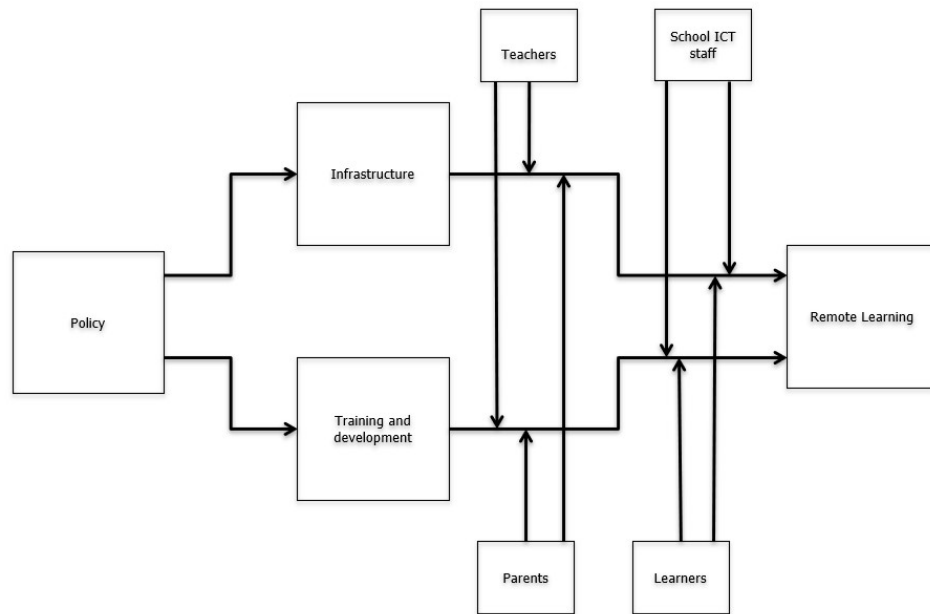 Teachers
School ICT
staff
Infrastructure
Policy
Remote Learning
Training and
development
Parents
Learners